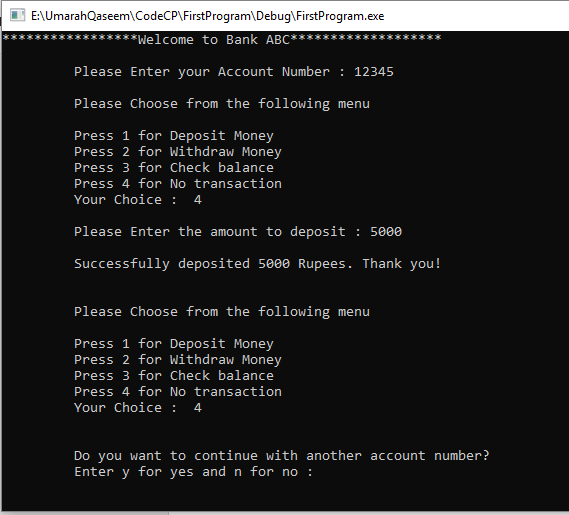 E:\UmarahQaseem\CodeCP\FirstProgram\Debug\FirstProgram.exe
*****************Welcome to Bank ABC*******************
Please Enter your Account Number : 12345
Please Choose from the following menu
Press 1 for Deposit Money
Press 2 for Withdraw Money
Press 3 for Check balance
Press 4 for No transaction
Your Choice :  4
Please Enter the amount to deposit : 5000
Successfully deposited 5000 Rupees. Thank you!
Please Choose from the following menu
Press 1 for Deposit Money
Press 2 for Withdraw Money
Press 3 for Check balance
Press 4 for No transaction
Your Choice :  4
Do you want to continue with another account number?
Enter y for yes and n for no :